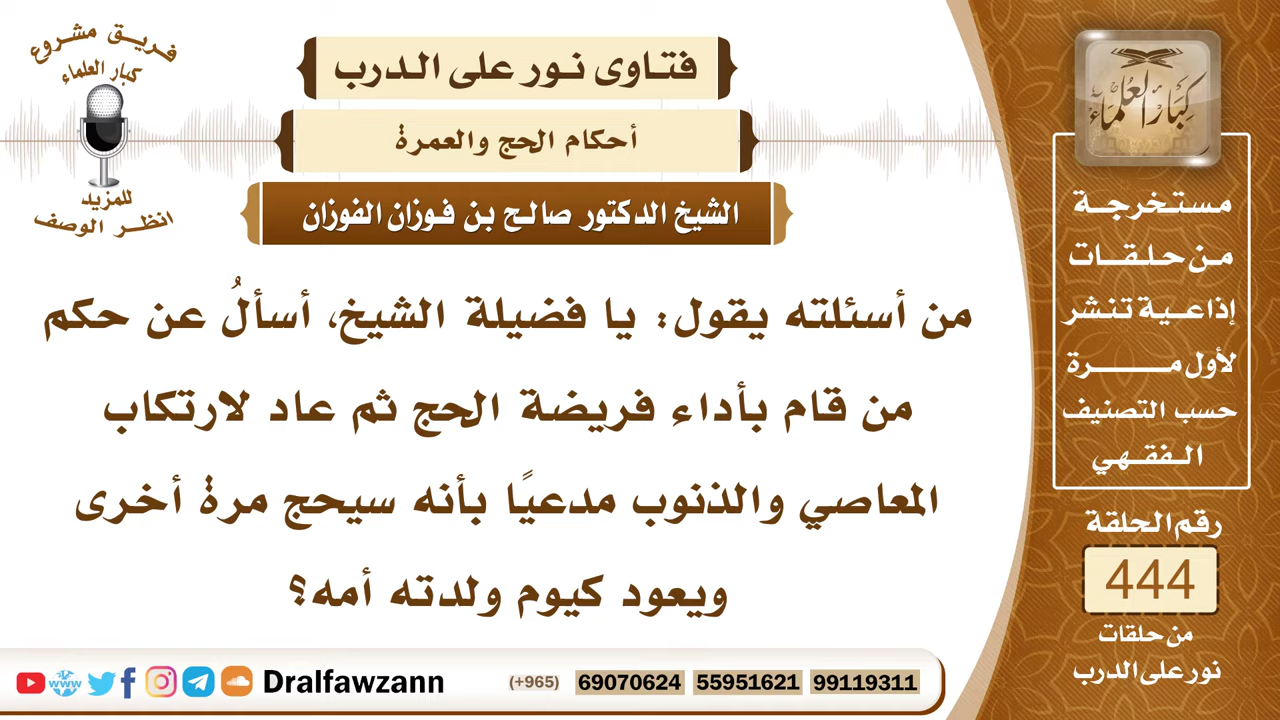 فريق مشروع
كبار العلماء
للمزيد
انظر الوصف
فتاوى نور على الدرب
أحكام الحج والعمرة
الشيخ الدكتور صالح بن فوزان الفوزان
من أسئلته يقول: يا فضيلة الشيخ، أسألُ عن حكم
من قام بأداء فريضة الحج ثم عاد لارتكاب
المعاصي والذنوب مدعيًا بأنه سيحج مرة أخرى
ويعود كيوم ولدته أمه؟
كبار العلماء
مستخرجة
من حلقات
إذاعية تنشر
لأول مرة
حسب التصنيف
الفقهي
رقم الحلقة
444
من حلقات
نور على الدرب
www Dralfawzann (+965) 69070624 55951621 99119311